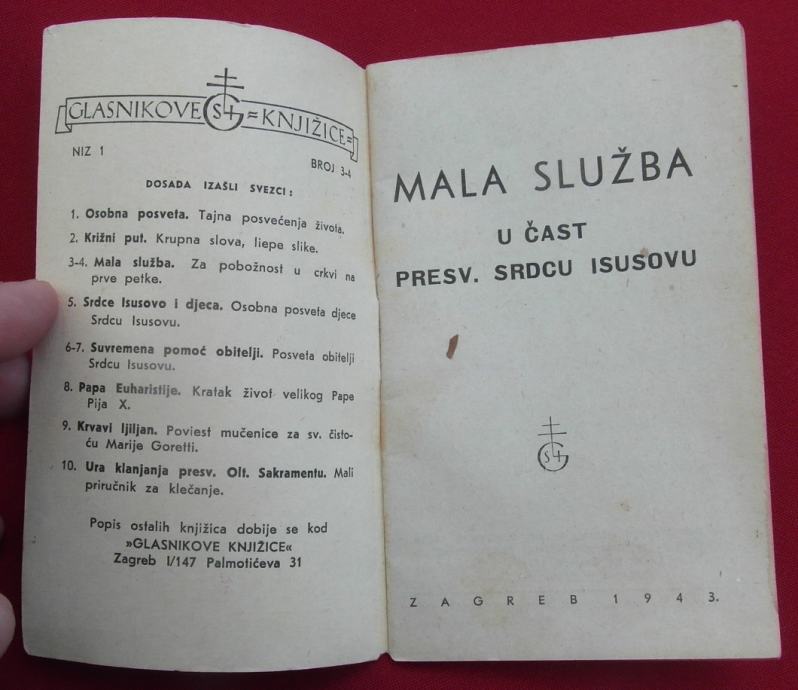 GLASNIKOVE KNJIŽICE
NIZ 1
BROJ 3-4
DOSADA IZAŠLI SVEZCI:
1. Osobna posveta. Tajna posvećenja života.
2. Križni put. Krupna slova, liepe slike.
3-4. Mala služba. Za pobožnost u crkvi na
prve petke.
5. Srdce Isusovo i djeca. Osobna posveta djece
Srdcu Isusovu.
6-7. Suvremena pomoć obitelji. Posveta obitelji
Srdcu Isusovu.
8. Papa Euharistije. Kratak život velikog Pape
Pija X.
9. Krvavi ljiljan. Poviest mučenice za sv. čisto-
ću Marije Goretti.
10. Ura klanjanja presv. Olt. Sakramentu. Mali
priručnik za klečanje.
Popis ostalih knjižica dobije se kod
»GLASNIKOVE KNJIŽICE«
Zagreb I/147 Palmotićeva 31
MALA SLUŽBA
U ČAST
PRESV. SRDCU ISUSOVU
ZAGREB 1943.